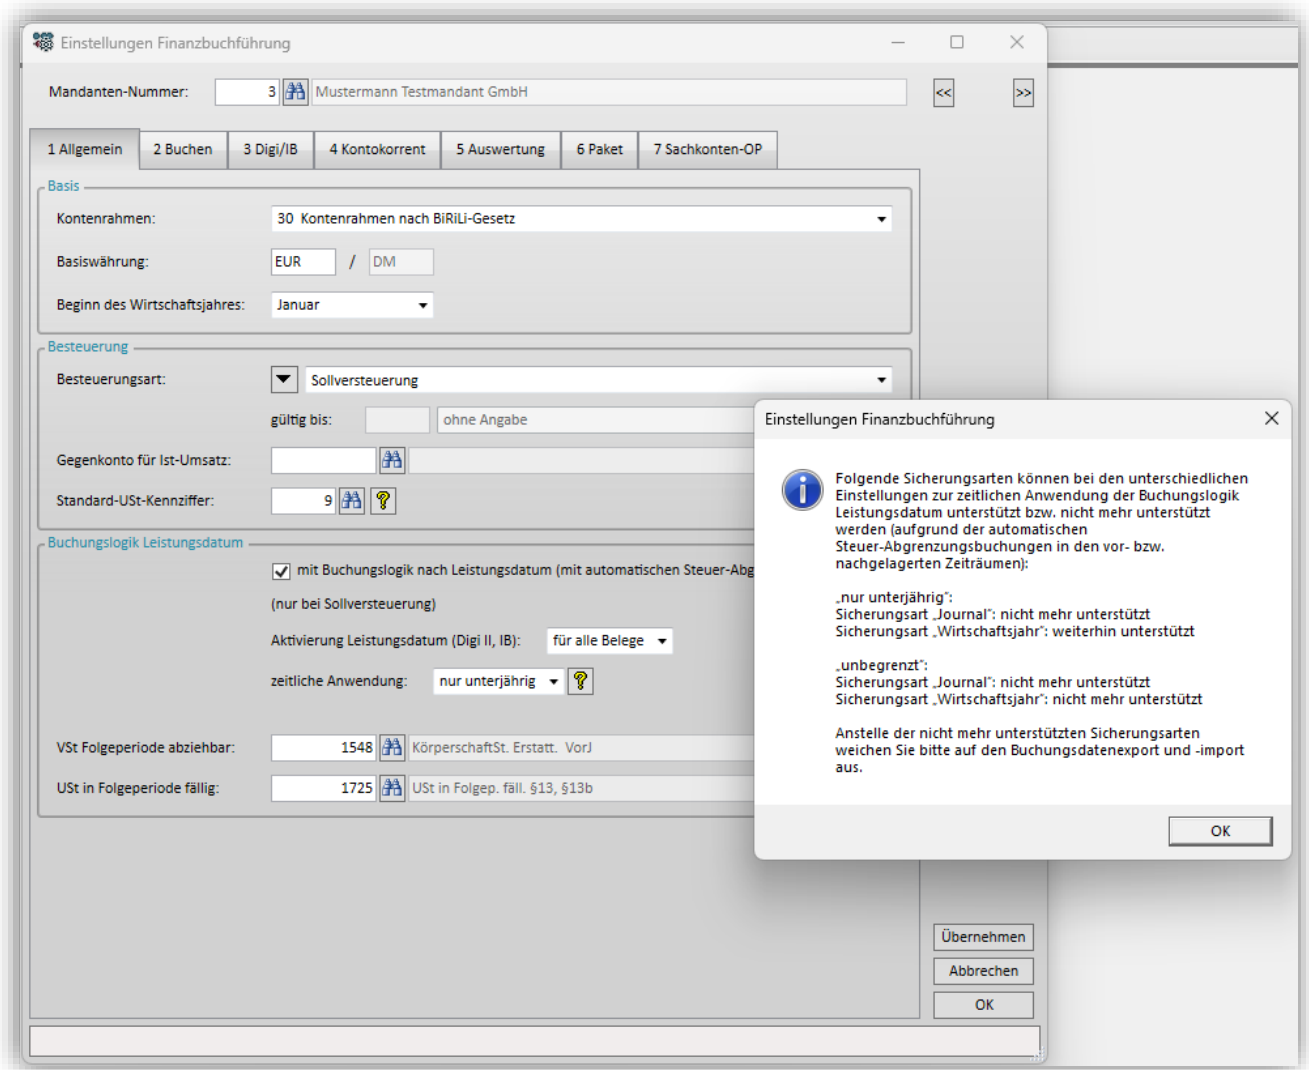 Einstellungen Finanzbuchführung
Mandanten-Nummer: 3 Mustermann Testmandant GmbH << >>
1 Allgemein 2 Buchen 3 Digi/IB 4 Kontokorrent 5 Auswertung 6 Paket 7 Sachkonten-OP
Basis
Kontenrahmen: 30 Kontenrahmen nach BiRiLi-Gesetz
Basiswährung: EUR / DM
Beginn des Wirtschaftsjahres: Januar
Besteuerung
Besteuerungsart: Sollversteuerung
gültig bis: ohne Angabe
Gegenkonto für Ist-Umsatz:
Standard-USt-Kennziffer: 9 ?
Buchungslogik Leistungsdatum
mit Buchungslogik nach Leistungsdatum (mit automatischen Steuer-Abg
(nur bei Sollversteuerung)
Aktivierung Leistungsdatum (Digi II, IB): für alle Belege
zeitliche Anwendung: nur unterjährig ?
VSt Folgeperiode abziehbar: 1548 KörperschaftSt. Erstatt. VorJ
USt in Folgeperiode fällig: 1725 USt in Folgep. fäll. §13, §13b
Übernehmen
Abbrechen
OK
Einstellungen Finanzbuchführung
Folgende Sicherungsarten können bei den unterschiedlichen
Einstellungen zur zeitlichen Anwendung der Buchungslogik
Leistungsdatum unterstützt bzw. nicht mehr unterstützt
werden (aufgrund der automatischen
Steuer-Abgrenzungsbuchungen in den vor- bzw.
nachgelagerten Zeiträumen):
„nur unterjährig":
Sicherungsart „Journal": nicht mehr unterstützt
Sicherungsart „Wirtschaftsjahr": weiterhin unterstützt
„unbegrenzt":
Sicherungsart „Journal": nicht mehr unterstützt
Sicherungsart „Wirtschaftsjahr": nicht mehr unterstützt
Anstelle der nicht mehr unterstützten Sicherungsarten
weichen Sie bitte auf den Buchungsdatenexport und -import
aus.
OK